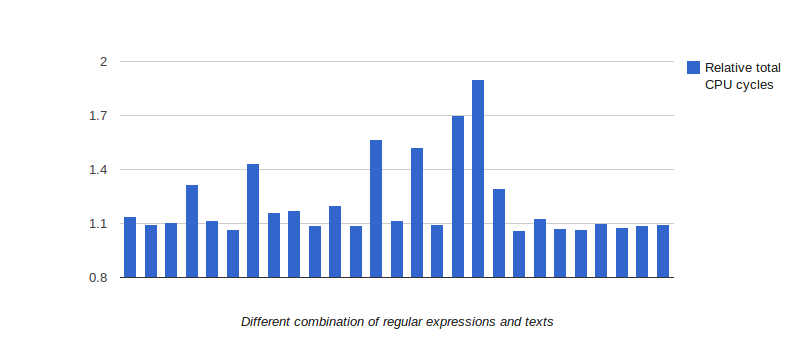 2
1.7
1.4
1.1
0.8
Relative total
CPU cycles
Different combination of regular expressions and texts